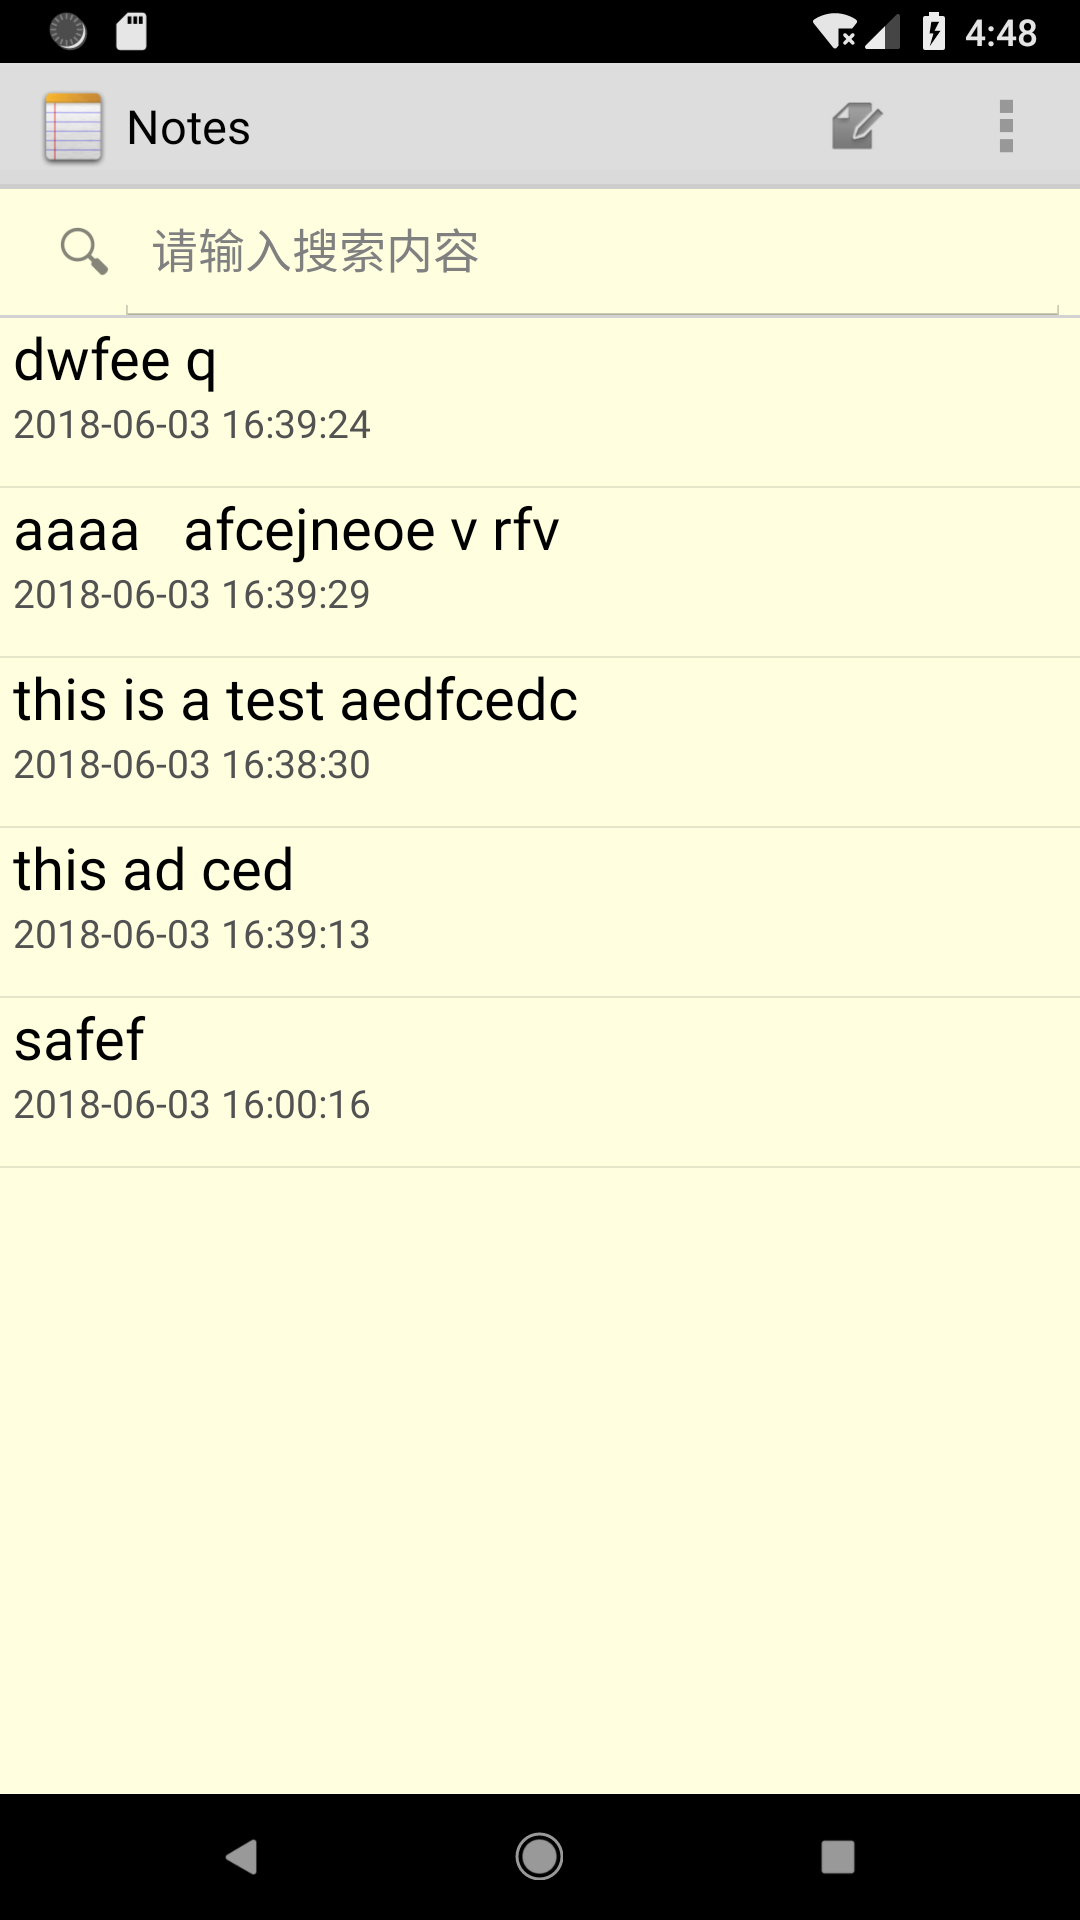 4:48
Notes
请输入搜索内容
dwfee q
2018-06-03 16:39:24
aaaa   afcejneoe v rfv
2018-06-03 16:39:29
this is a test aedfcedc
2018-06-03 16:38:30
this ad ced
2018-06-03 16:39:13
safef
2018-06-03 16:00:16